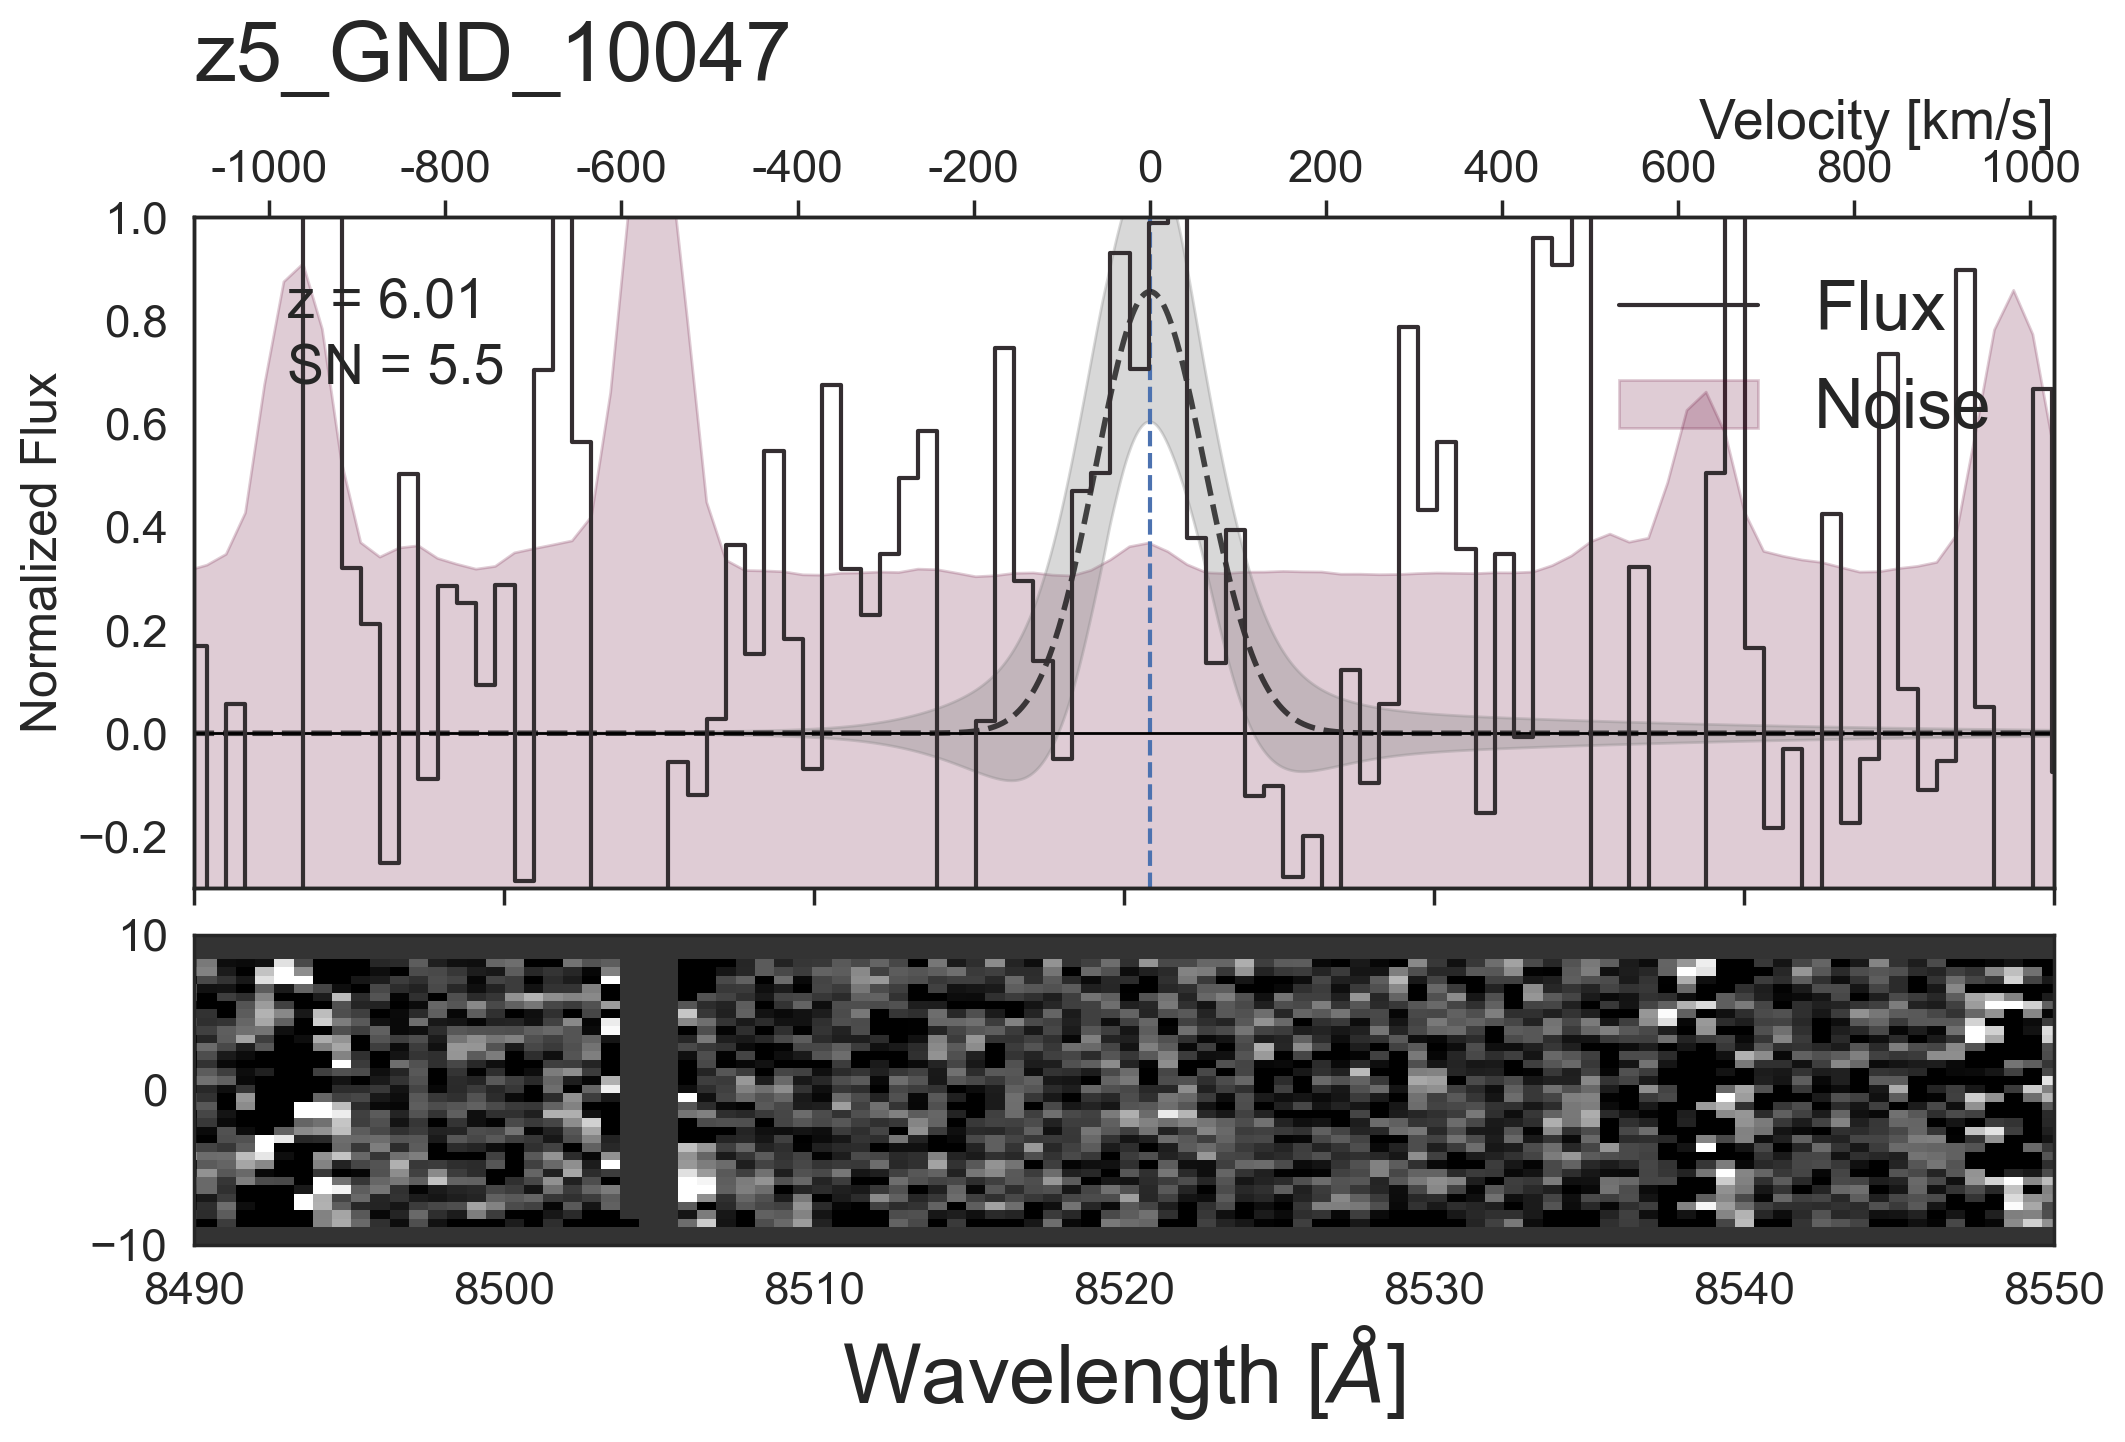 z5_GND_10047
Velocity [km/s]
-1000 -800 -600 -400 -200 0 200 400 600 800 1000
1.0
0.8
0.6
0.4
0.2
0.0
−0.2
Normalized Flux
z = 6.01
SN = 5.5
Flux
Noise
10
0
−10
8490 8500 8510 8520 8530 8540 8550
Wavelength [Å]